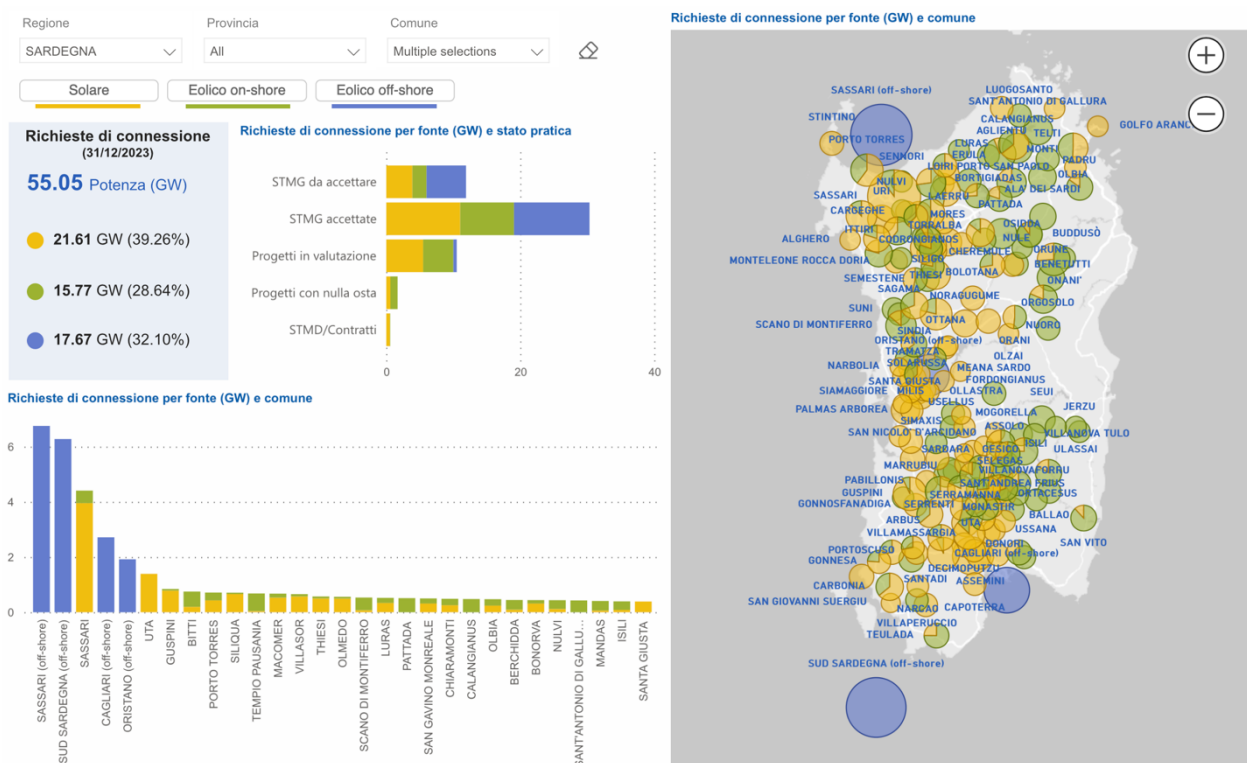 Regione
Provincia
Comune
SARDEGNA
All
Multiple selections
Solare
Eolico on-shore
Eolico off-shore
Richieste di connessione
(31/12/2023)
55.05 Potenza (GW)
21.61 GW (39.26%)
15.77 GW (28.64%)
17.67 GW (32.10%)
Richieste di connessione per fonte (GW) e stato pratica
STMG da accettare
STMG accettate
Progetti in valutazione
Progetti con nulla osta
STMD/Contratti
0
20
40
Richieste di connessione per fonte (GW) e comune
6
4
2
0
SASSARI (off-shore)
SUD SARDEGNA (off-shore)
SASSARI
CAGLIARI (off-shore)
ORISTANO (off-shore)
UTA
GUSPINI
BITTI
PORTO TORRES
SILIQUA
TEMPIO PAUSANIA
MACOMER
VILLASOR
THIESI
OLMEDO
SCANO DI MONTIFERRO
LURAS
PATTADA
SAN GAVINO MONREALE
CHIARAMONTI
CALANGIANUS
OLBIA
BERCHIDDA
BONORVA
NULVI
SANT'ANTONIO DI GALLU...
MANDAS
ISILI
SANTA GIUSTA
Richieste di connessione per fonte (GW) e comune
+
−
SASSARI (off-shore)
LUOGOSANTO
SANT'ANTONIO DI GALLURA
STINTINO
CALANGIANUS
GOLFO ARANC
AGLIENTO
TELTI
PORTO TORRES
LURAS
MONTI
SENNORI
ERULA
PADRU
LOIRI PORTO SAN PAOLO
OLBIA
NULVI
BORTIGIADAS
SASSARI
URI
LAERRU
ALA' DEI SARDI
PATTADA
CARGEGHE
MORES
ITTIRI
TORRALBA
OSIDDA
BUDDUSÒ
ALGHERO
CODRONGIANOS
NULE
CHEREMULE
ORUNE
MONTELEONE ROCCA DORIA
SILIGO
BENETUTTI
SEMESTENE
THIESI
BOLOTANA
ONANI'
SAGAMA
NORAGUGUME
ORGOSOLO
SUNI
OTTANA
SCANO DI MONTIFERRO
NUORO
SINDIA
ORISTANO (off-shore)
ORANI
TRAMATZA
OLZAI
NARBOLIA
SOLARUSSA
MEANA SARDO
SANTA GIUSTA
FORDONGIANUS
SIAMAGGIORE
MILIS
OLLASTRA
SEUI
USELLUS
PALMAS ARBOREA
MOGORELLA
JERZU
SIMAXIS
ASSOLO
SAN NICOLO' D'ARCIDANO
VILLANOVA TULO
ISILI
SARDARA
GESICO
ULASSAI
MARRUBIU
SELEGAS
VILLANOVAFORRU
PABILLONIS
SANT'ANDREA FRIUS
GUSPINI
SERRAMANNA
ORTACESUS
GONNOSFANADIGA
SERRENTI
MONASTIR
BALLAO
ARBUS
UTA
USSANA
VILLAMASSARGIA
DONORI
SAN VITO
PORTOSCUSO
CAGLIARI (off-shore)
GONNESA
DECIMOPUTZU
CARBONIA
SANTADI
ASSEMINI
SAN GIOVANNI SUERGIU
NARCAO
CAPOTERRA
VILLAPERUCCIO
TEULADA
SUD SARDEGNA (off-shore)